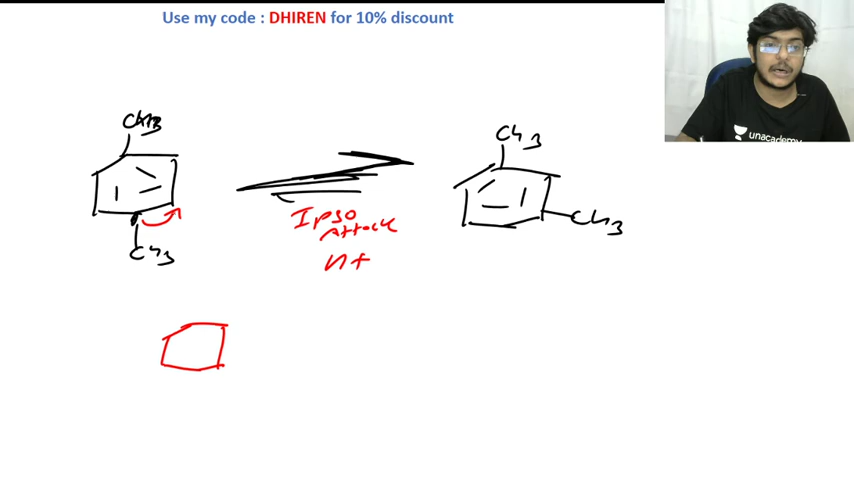 Use my code : DHIREN for 10% discount
unacademy
CH3
CH3
CH3
CH3
Ipso
Attack
H+